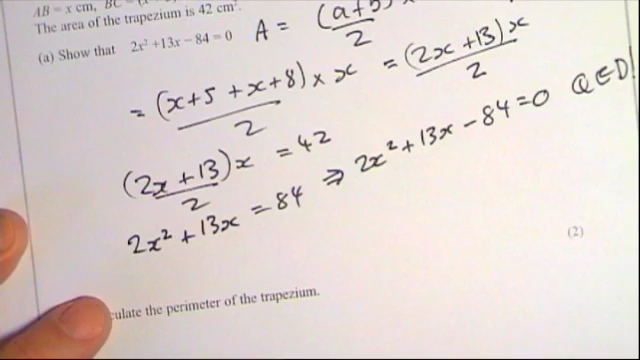 AB = x cm, BC =
The area of the trapezium is 42 cm².
(a) Show that 2x² + 13x − 84 = 0
A = (a+b) / 2
= (x+5 + x+8) / 2 × x = (2x+13)x / 2
(2x+13)x / 2 = 42
2x² + 13x = 84 ⇒ 2x² + 13x − 84 = 0 QED
(2)
culate the perimeter of the trapezium.